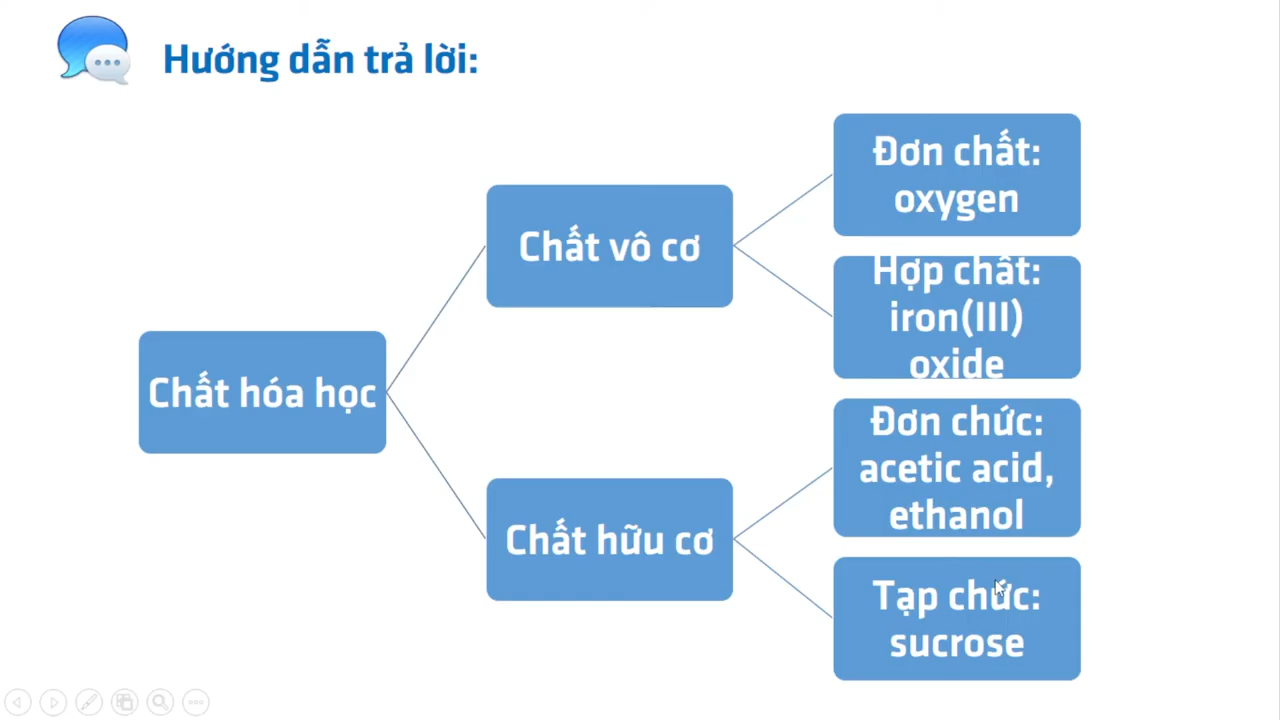 Hướng dẫn trả lời:
Đơn chất:
oxygen
Chất vô cơ
Hợp chất:
iron(III)
oxide
Chất hóa học
Đơn chức:
acetic acid,
ethanol
Chất hữu cơ
Tạp chức:
sucrose